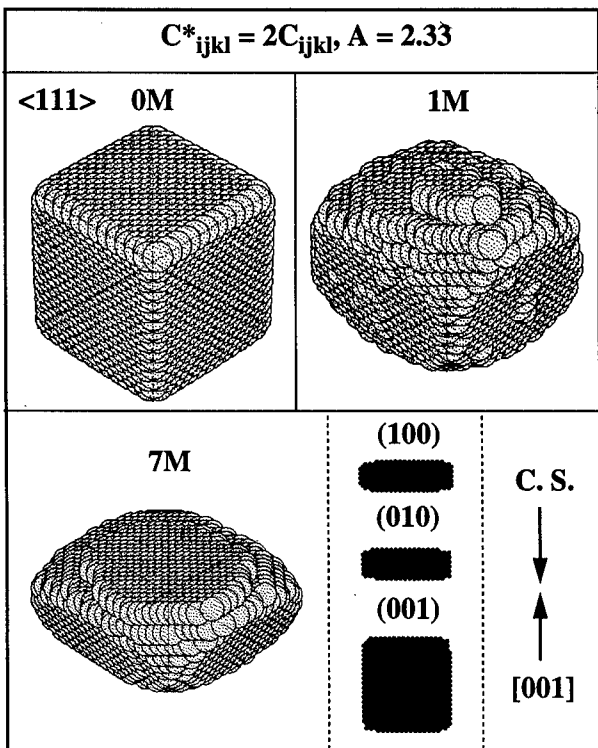 C*ijkl = 2Cijkl, A = 2.33
<111> 0M
1M
7M
(100)
(010)
(001)
C. S.
[001]